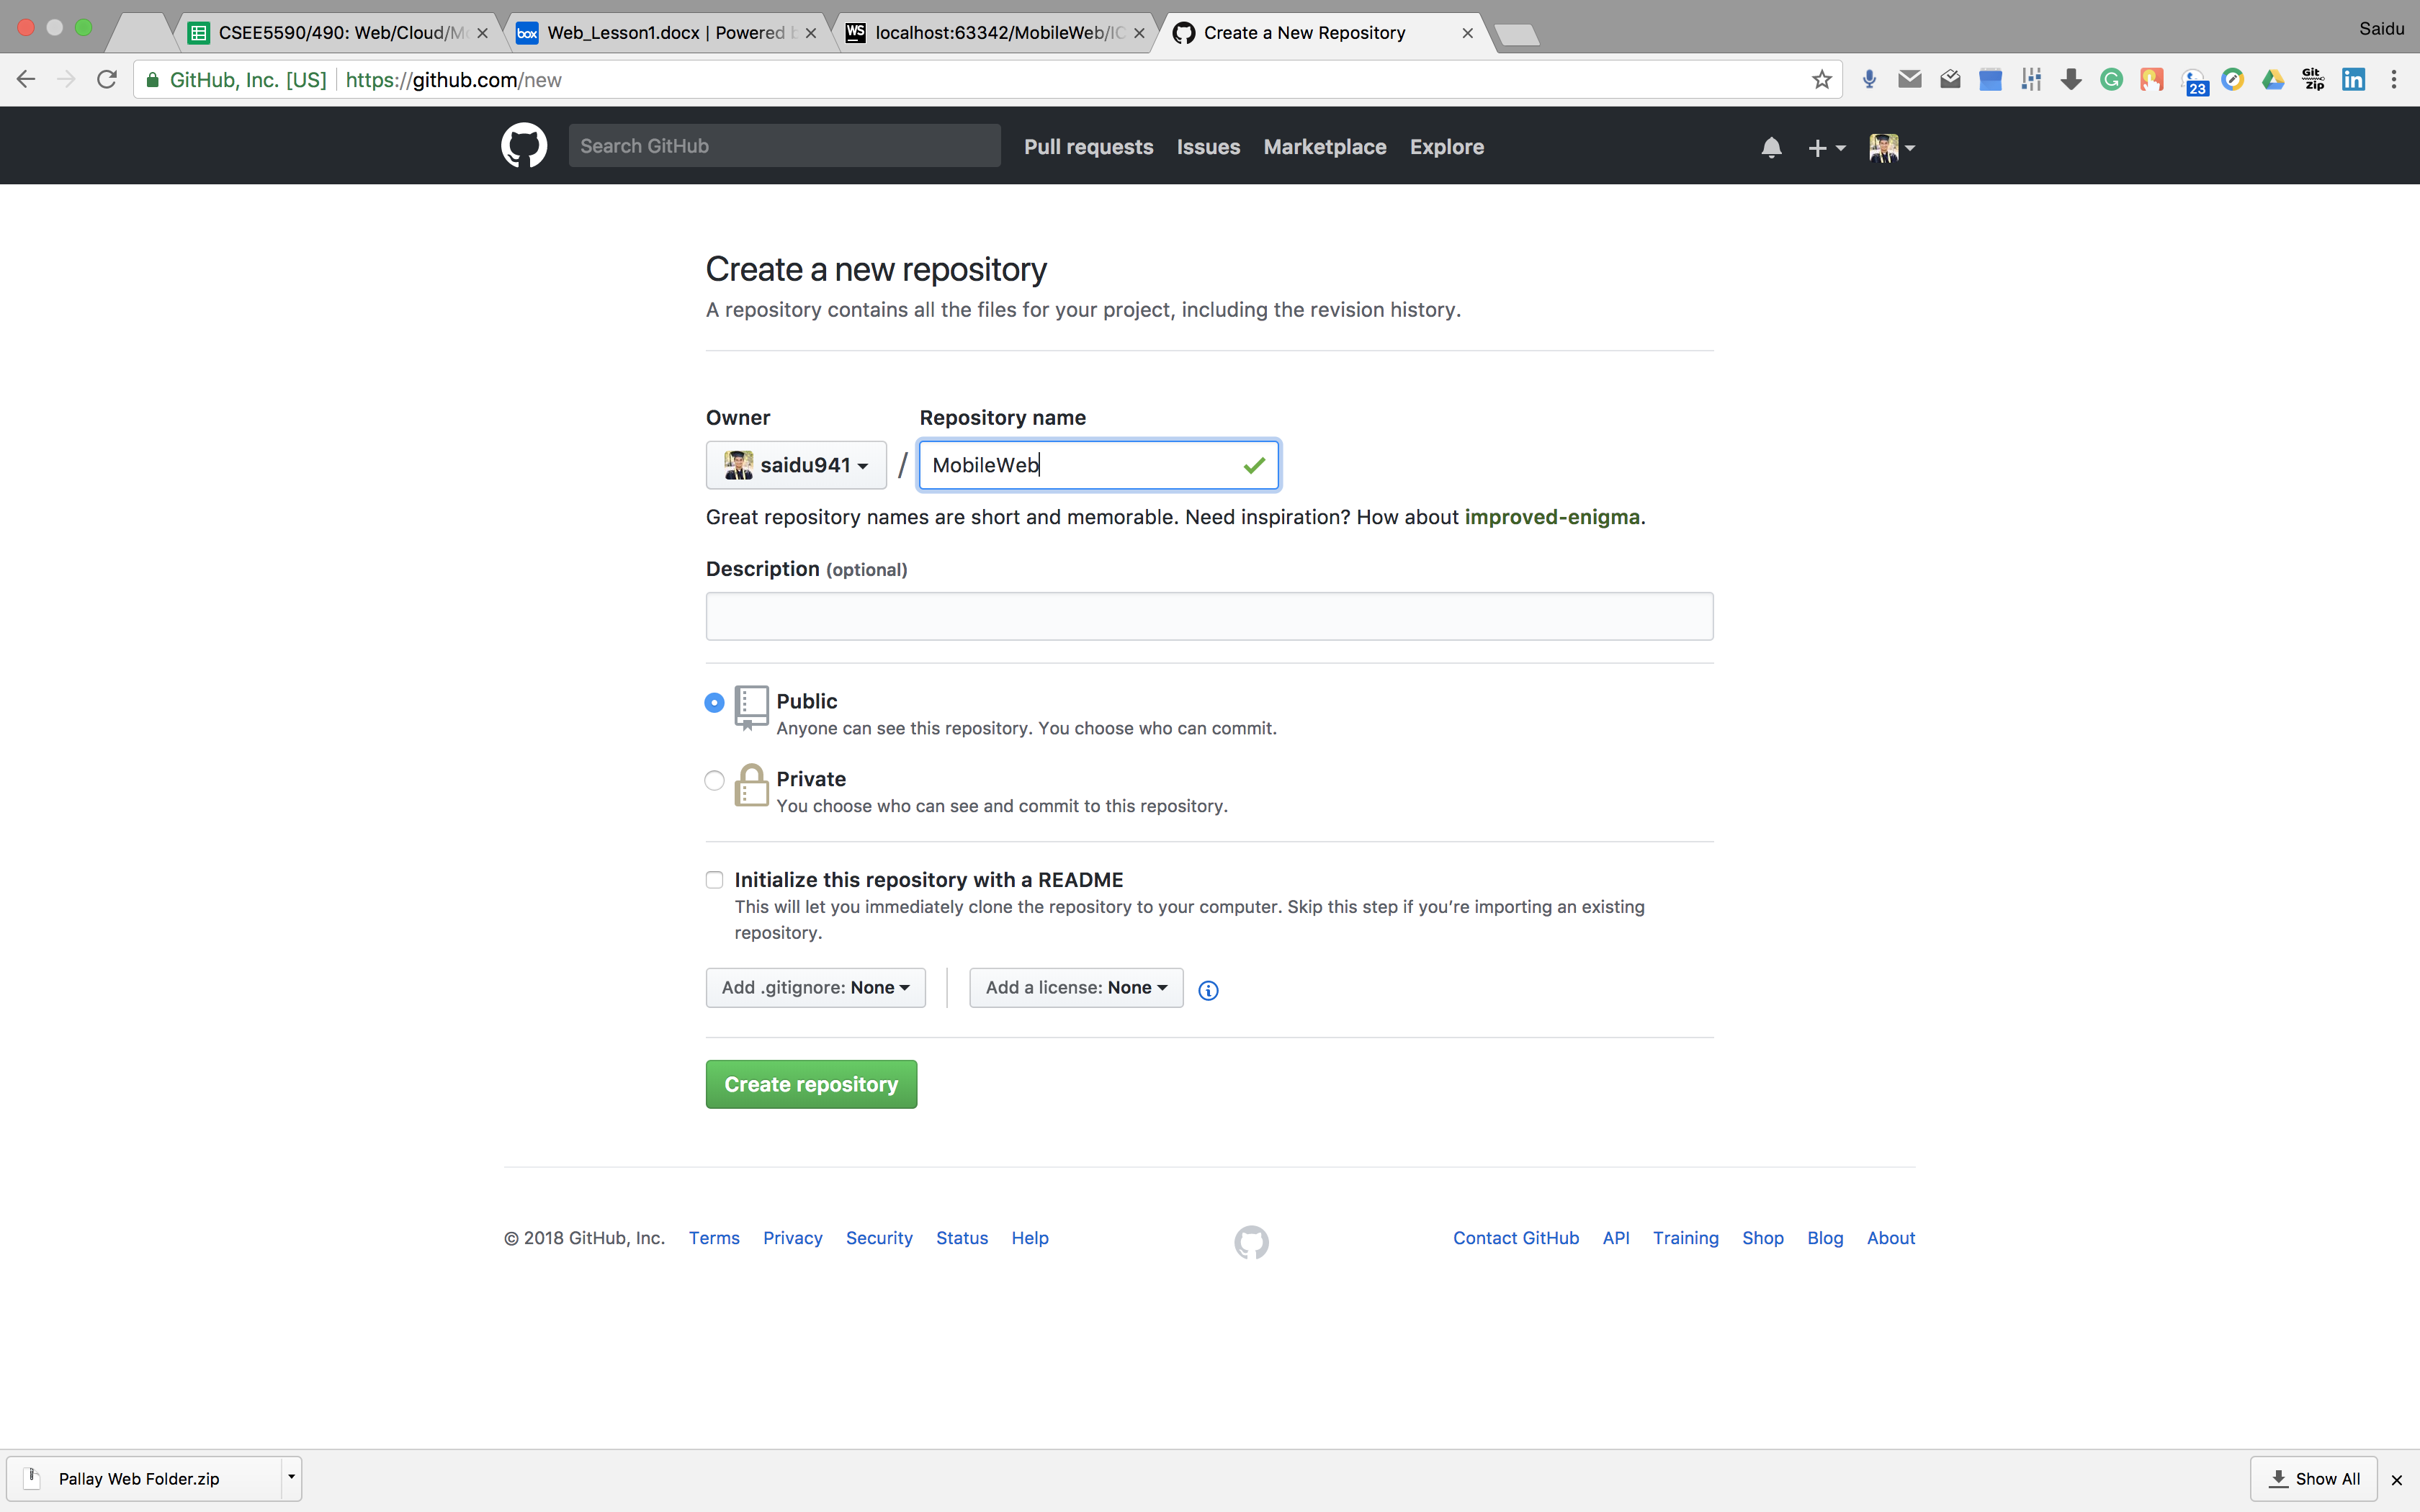 CSEE5590/490: Web/Cloud/Mo
Web_Lesson1.docx | Powered b
WS localhost:63342/MobileWeb/IC
Create a New Repository
Saidu
GitHub, Inc. [US] https://github.com/new
23
Git
zip
in
Search GitHub
Pull requests Issues Marketplace Explore
Create a new repository
A repository contains all the files for your project, including the revision history.
Owner Repository name
saidu941 / MobileWeb
Great repository names are short and memorable. Need inspiration? How about improved-enigma.
Description (optional)
Public
Anyone can see this repository. You choose who can commit.
Private
You choose who can see and commit to this repository.
Initialize this repository with a README
This will let you immediately clone the repository to your computer. Skip this step if you’re importing an existing
repository.
Add .gitignore: None Add a license: None
Create repository
© 2018 GitHub, Inc. Terms Privacy Security Status Help
Contact GitHub API Training Shop Blog About
Pallay Web Folder.zip
Show All